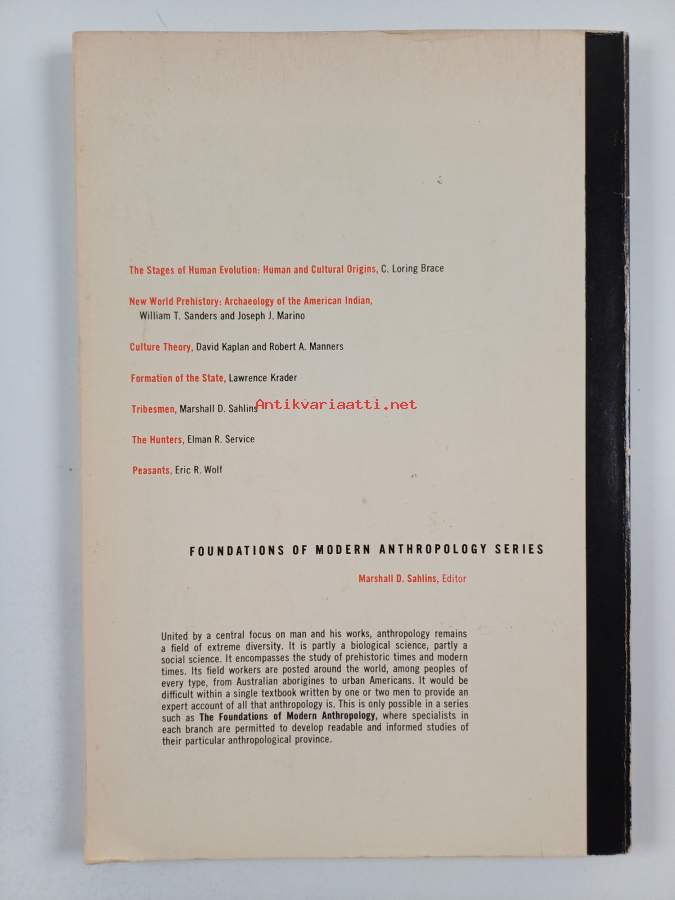 The Stages of Human Evolution: Human and Cultural Origins, C. Loring Brace
New World Prehistory: Archaeology of the American Indian,
William T. Sanders and Joseph J. Marino
Culture Theory, David Kaplan and Robert A. Manners
Formation of the State, Lawrence Krader
Tribesmen, Marshall D. Sahlins
Antikvariaatti.net
The Hunters, Elman R. Service
Peasants, Eric R. Wolf
FOUNDATIONS OF MODERN ANTHROPOLOGY SERIES
Marshall D. Sahlins, Editor
United by a central focus on man and his works, anthropology remains
a field of extreme diversity. It is partly a biological science, partly a
social science. It encompasses the study of prehistoric times and modern
times. Its field workers are posted around the world, among peoples of
every type, from Australian aborigines to urban Americans. It would be
difficult within a single textbook written by one or two men to provide an
expert account of all that anthropology is. This is only possible in a series
such as The Foundations of Modern Anthropology, where specialists in
each branch are permitted to develop readable and informed studies of
their particular anthropological province.